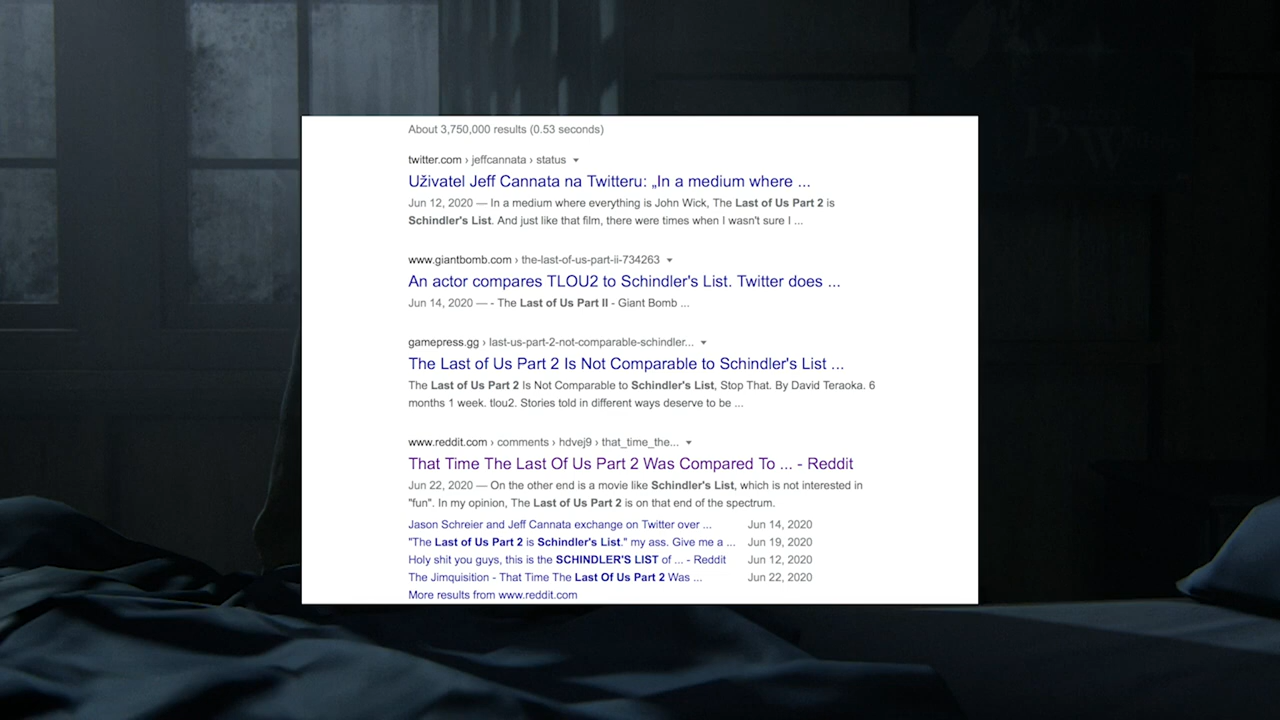 About 3,750,000 results (0.53 seconds)
twitter.com › jeffcannata › status
Uživatel Jeff Cannata na Twitteru: „In a medium where ...
Jun 12, 2020 — In a medium where everything is John Wick, The Last of Us Part 2 is
Schindler's List. And just like that film, there were times when I wasn't sure I ...
www.giantbomb.com › the-last-of-us-part-ii-734263
An actor compares TLOU2 to Schindler's List. Twitter does ...
Jun 14, 2020 — - The Last of Us Part II - Giant Bomb ...
gamepress.gg › last-us-part-2-not-comparable-schindler...
The Last of Us Part 2 Is Not Comparable to Schindler's List ...
The Last of Us Part 2 Is Not Comparable to Schindler's List, Stop That. By David Teraoka. 6
months 1 week. tlou2. Stories told in different ways deserve to be ...
www.reddit.com › comments › hdvej9 › that_time_the...
That Time The Last Of Us Part 2 Was Compared To ... - Reddit
Jun 22, 2020 — On the other end is a movie like Schindler's List, which is not interested in
"fun". In my opinion, The Last of Us Part 2 is on that end of the spectrum.
Jason Schreier and Jeff Cannata exchange on Twitter over ... Jun 14, 2020
"The Last of Us Part 2 is Schindler's List." my ass. Give me a ... Jun 19, 2020
Holy shit you guys, this is the SCHINDLER'S LIST of ... - Reddit Jun 12, 2020
The Jimquisition - That Time The Last Of Us Part 2 Was ... Jun 22, 2020
More results from www.reddit.com